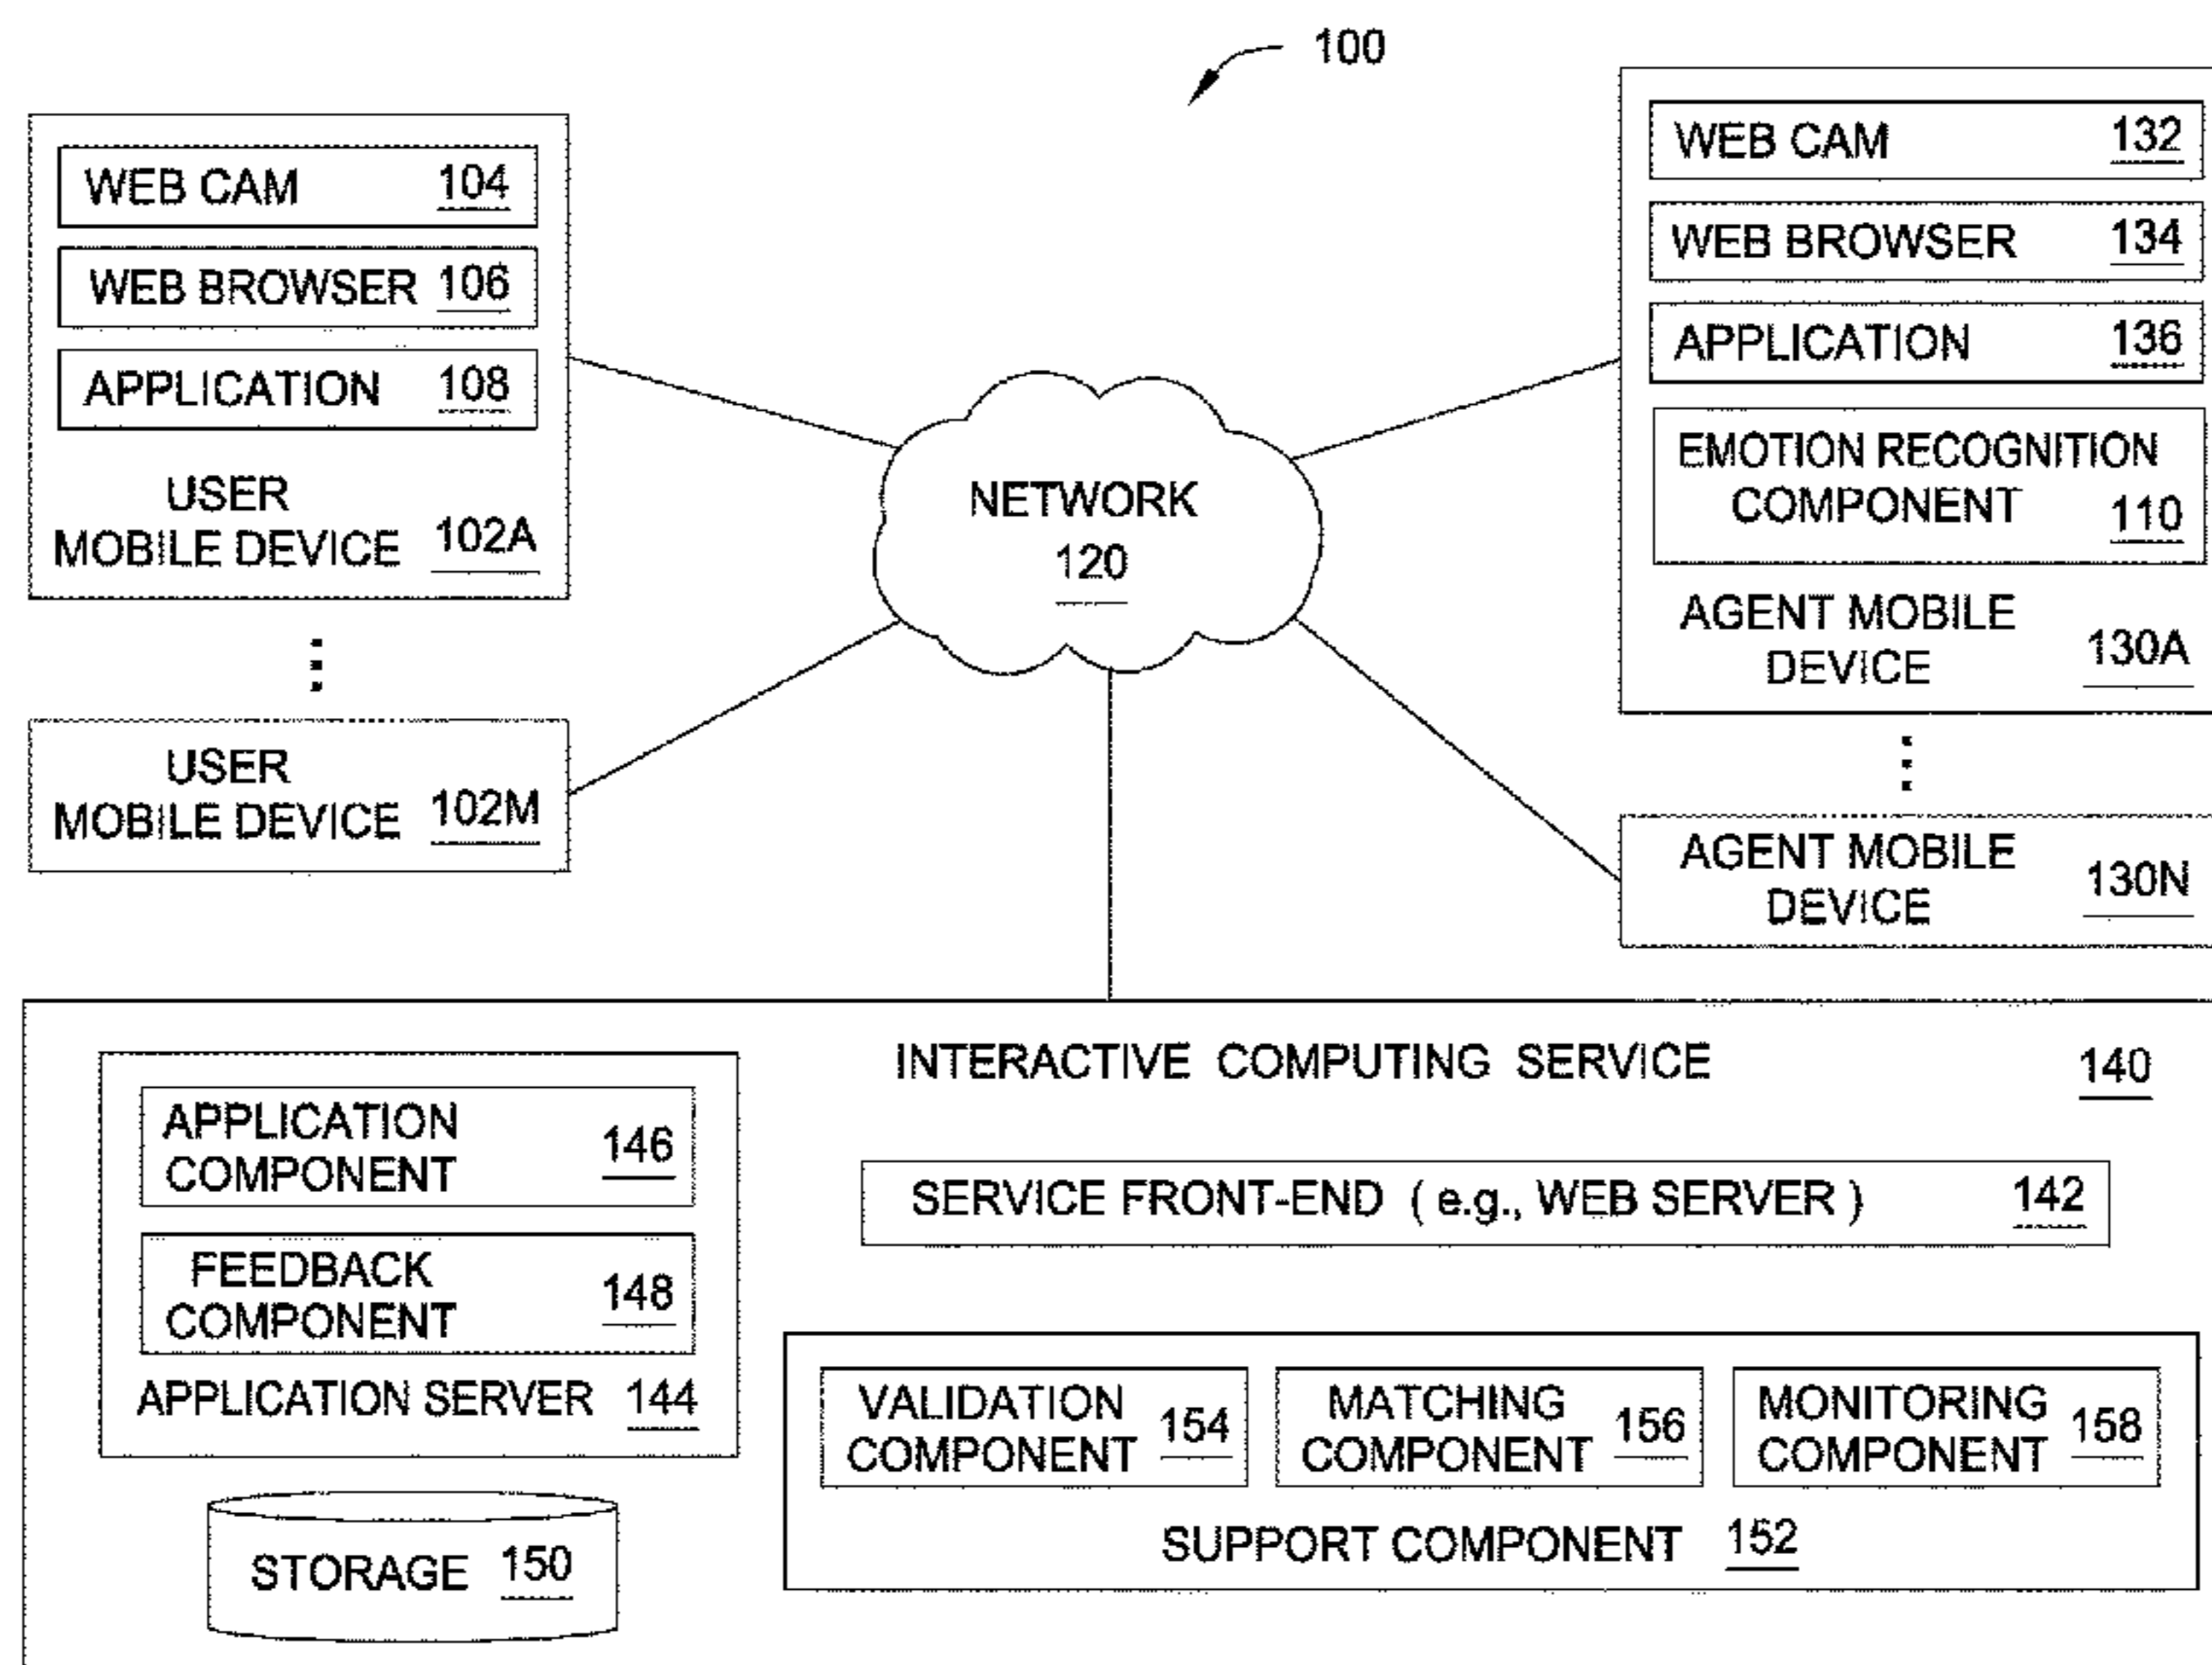 100
WEB CAM 104
WEB BROWSER 106
APPLICATION 108
USER
MOBILE DEVICE 102A
USER
MOBILE DEVICE 102M
NETWORK
120
WEB CAM 132
WEB BROWSER 134
APPLICATION 136
EMOTION RECOGNITION
COMPONENT 110
AGENT MOBILE
DEVICE 130A
AGENT MOBILE
DEVICE 130N
INTERACTIVE COMPUTING SERVICE 140
APPLICATION
COMPONENT 146
FEEDBACK
COMPONENT 148
APPLICATION SERVER 144
STORAGE 150
SERVICE FRONT-END ( e.g., WEB SERVER ) 142
VALIDATION
COMPONENT 154
MATCHING
COMPONENT 156
MONITORING
COMPONENT 158
SUPPORT COMPONENT 152